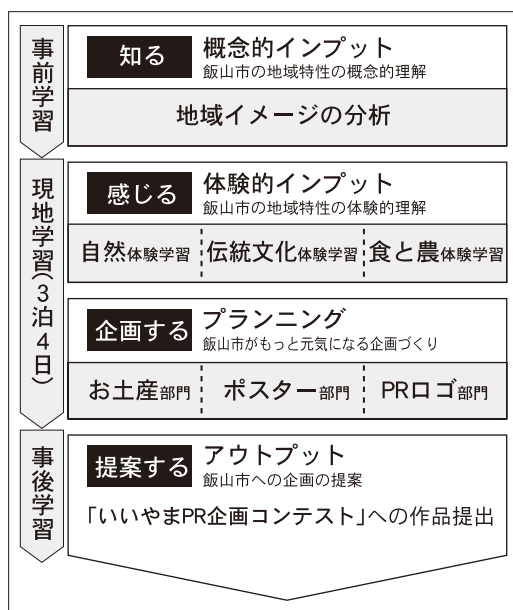 事前学習
知る 概念的インプット
飯山市の地域特性の概念的理解
地域イメージの分析
現地学習(3泊4日)
感じる 体験的インプット
飯山市の地域特性の体験的理解
自然体験学習 伝統文化体験学習 食と農体験学習
企画する プランニング
飯山市がもっと元気になる企画づくり
お土産部門 ポスター部門 PRロゴ部門
事後学習
提案する アウトプット
飯山市への企画の提案
「いいやまPR企画コンテスト」への作品提出